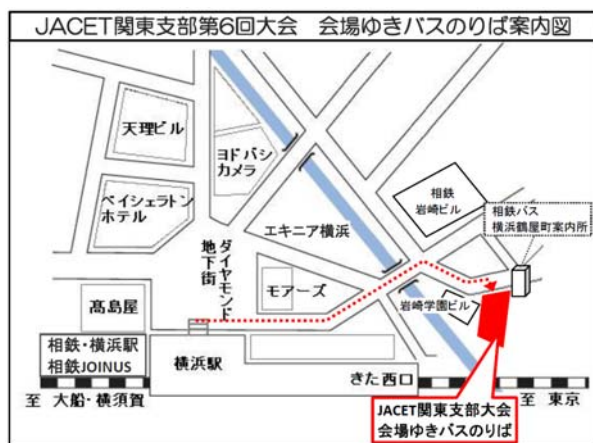 JACET関東支部第6回大会 会場ゆきバスのりば案内図
天理ビル
ヨドバシ
カメラ
ベイシェラトン
ホテル
エキニア横浜
相鉄
岩崎ビル
相鉄バス
横浜鶴屋町案内所
ダイヤモンド
地下街
モアーズ
岩崎学園ビル
髙島屋
相鉄・横浜駅
相鉄JOINUS
横浜駅
きた西口
至 大船・横須賀
至 東京
JACET関東支部大会
会場ゆきバスのりば